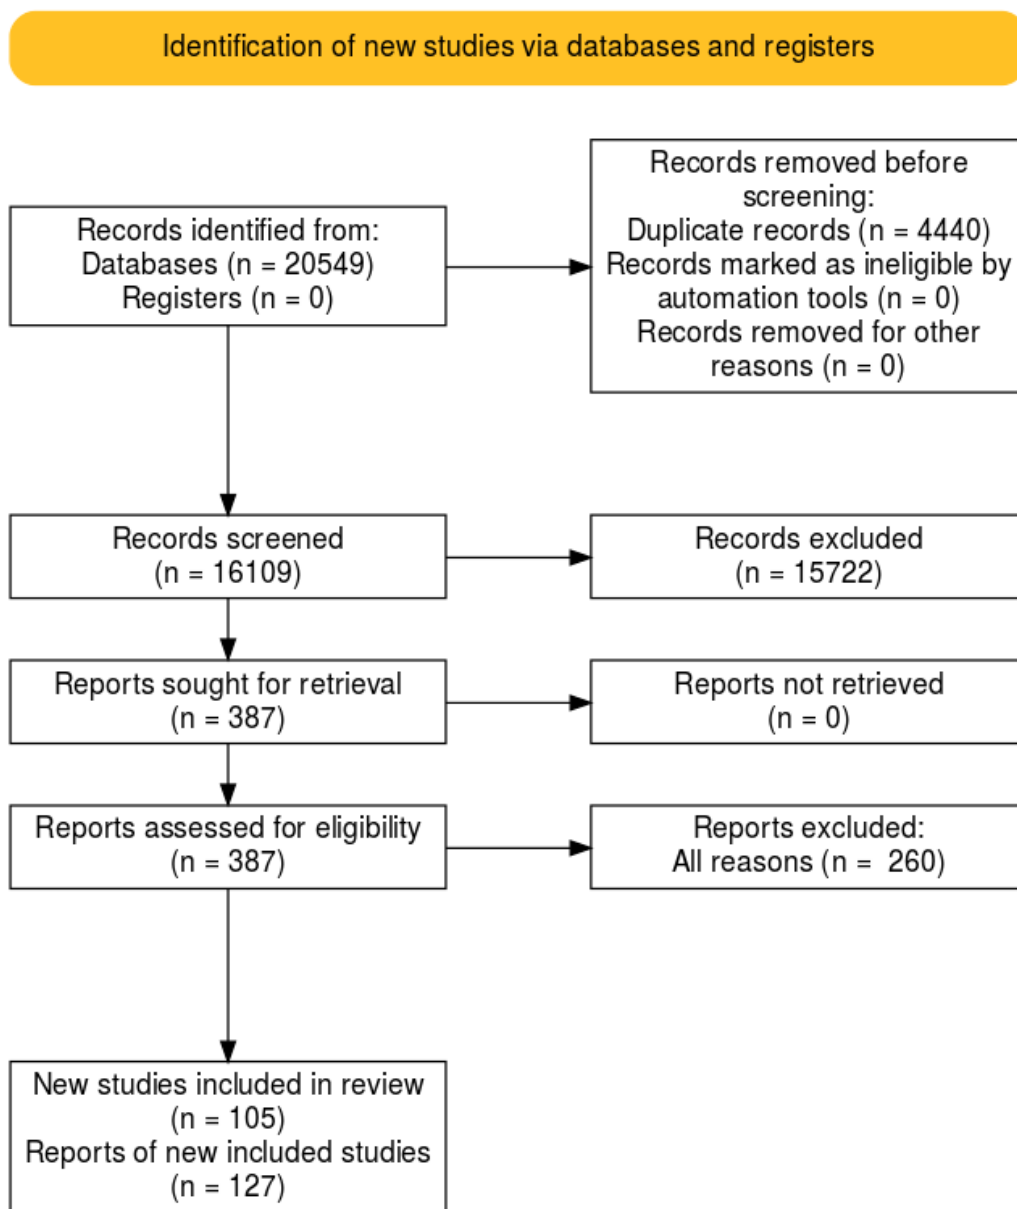 Identification of new studies via databases and registers
Records identified from:
Databases (n = 20549)
Registers (n = 0)
Records removed before
screening:
Duplicate records (n = 4440)
Records marked as ineligible by
automation tools (n = 0)
Records removed for other
reasons (n = 0)
Records screened
(n = 16109)
Records excluded
(n = 15722)
Reports sought for retrieval
(n = 387)
Reports not retrieved
(n = 0)
Reports assessed for eligibility
(n = 387)
Reports excluded:
All reasons (n =  260)
New studies included in review
(n = 105)
Reports of new included studies
(n = 127)